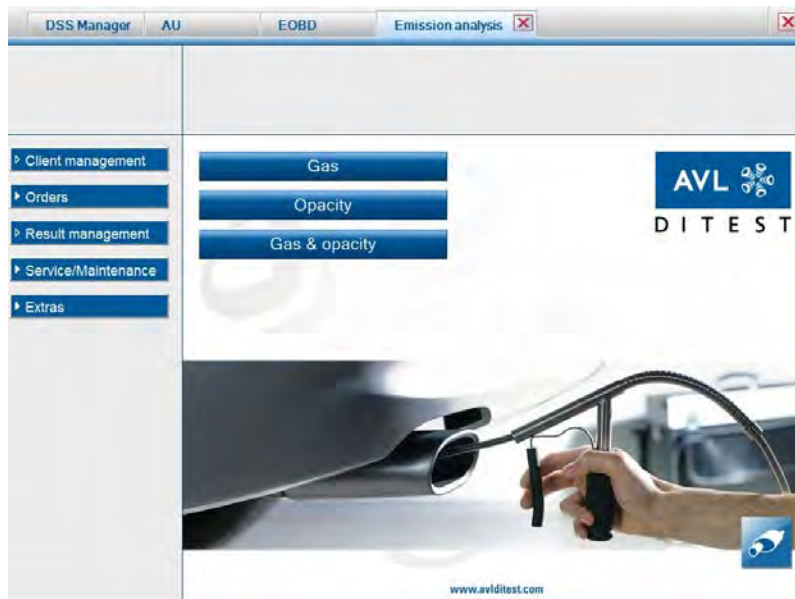 DSS Manager
AU
EOBD
Emission analysis
Client management
Orders
Result management
Service/Maintenance
Extras
Gas
Opacity
Gas & opacity
AVL
DITEST
www.avlditest.com